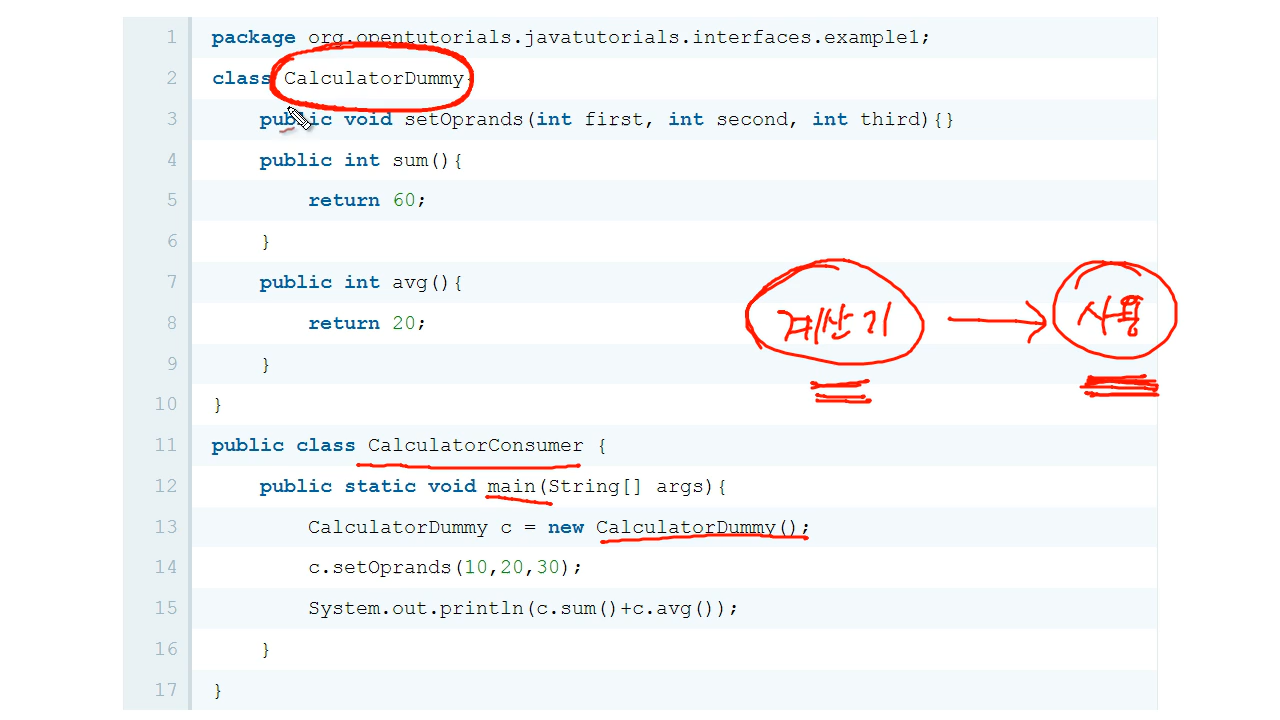 1 package org.opentutorials.javatutorials.interfaces.example1;
2 class CalculatorDummy{
3 public void setOprands(int first, int second, int third){}
4 public int sum(){
5 return 60;
6 }
7 public int avg(){
8 return 20;
9 }
10 }
계산기 사용
11 public class CalculatorConsumer {
12 public static void main(String[] args){
13 CalculatorDummy c = new CalculatorDummy();
14 c.setOprands(10,20,30);
15 System.out.println(c.sum()+c.avg());
16 }
17 }